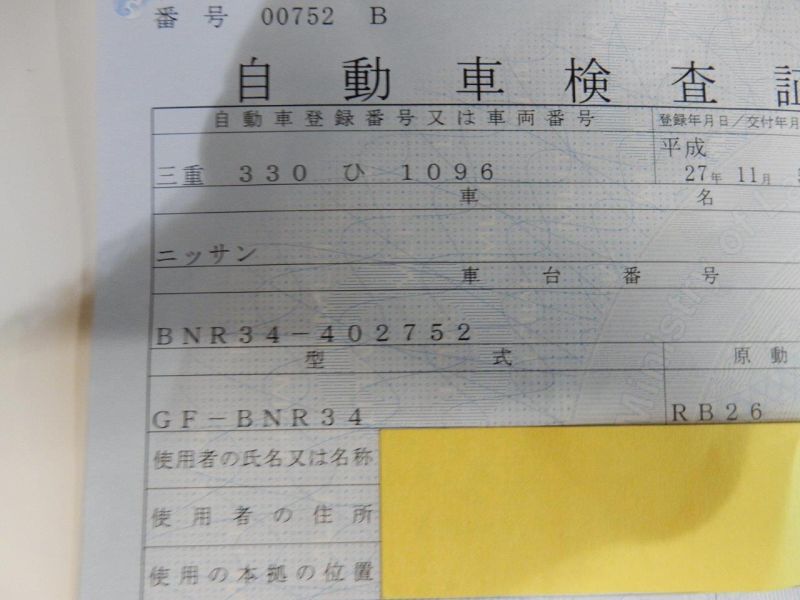 番号 00752 B
自動車検査証
自動車登録番号又は車両番号
登録年月日/交付年月
三重 330 ひ 1096
平成
27年 11月
車名
ニッサン
車台番号
BNR34-402752
型式
原動
GF-BNR34
RB26
使用者の氏名又は名称
使用者の住所
使用の本拠の位置